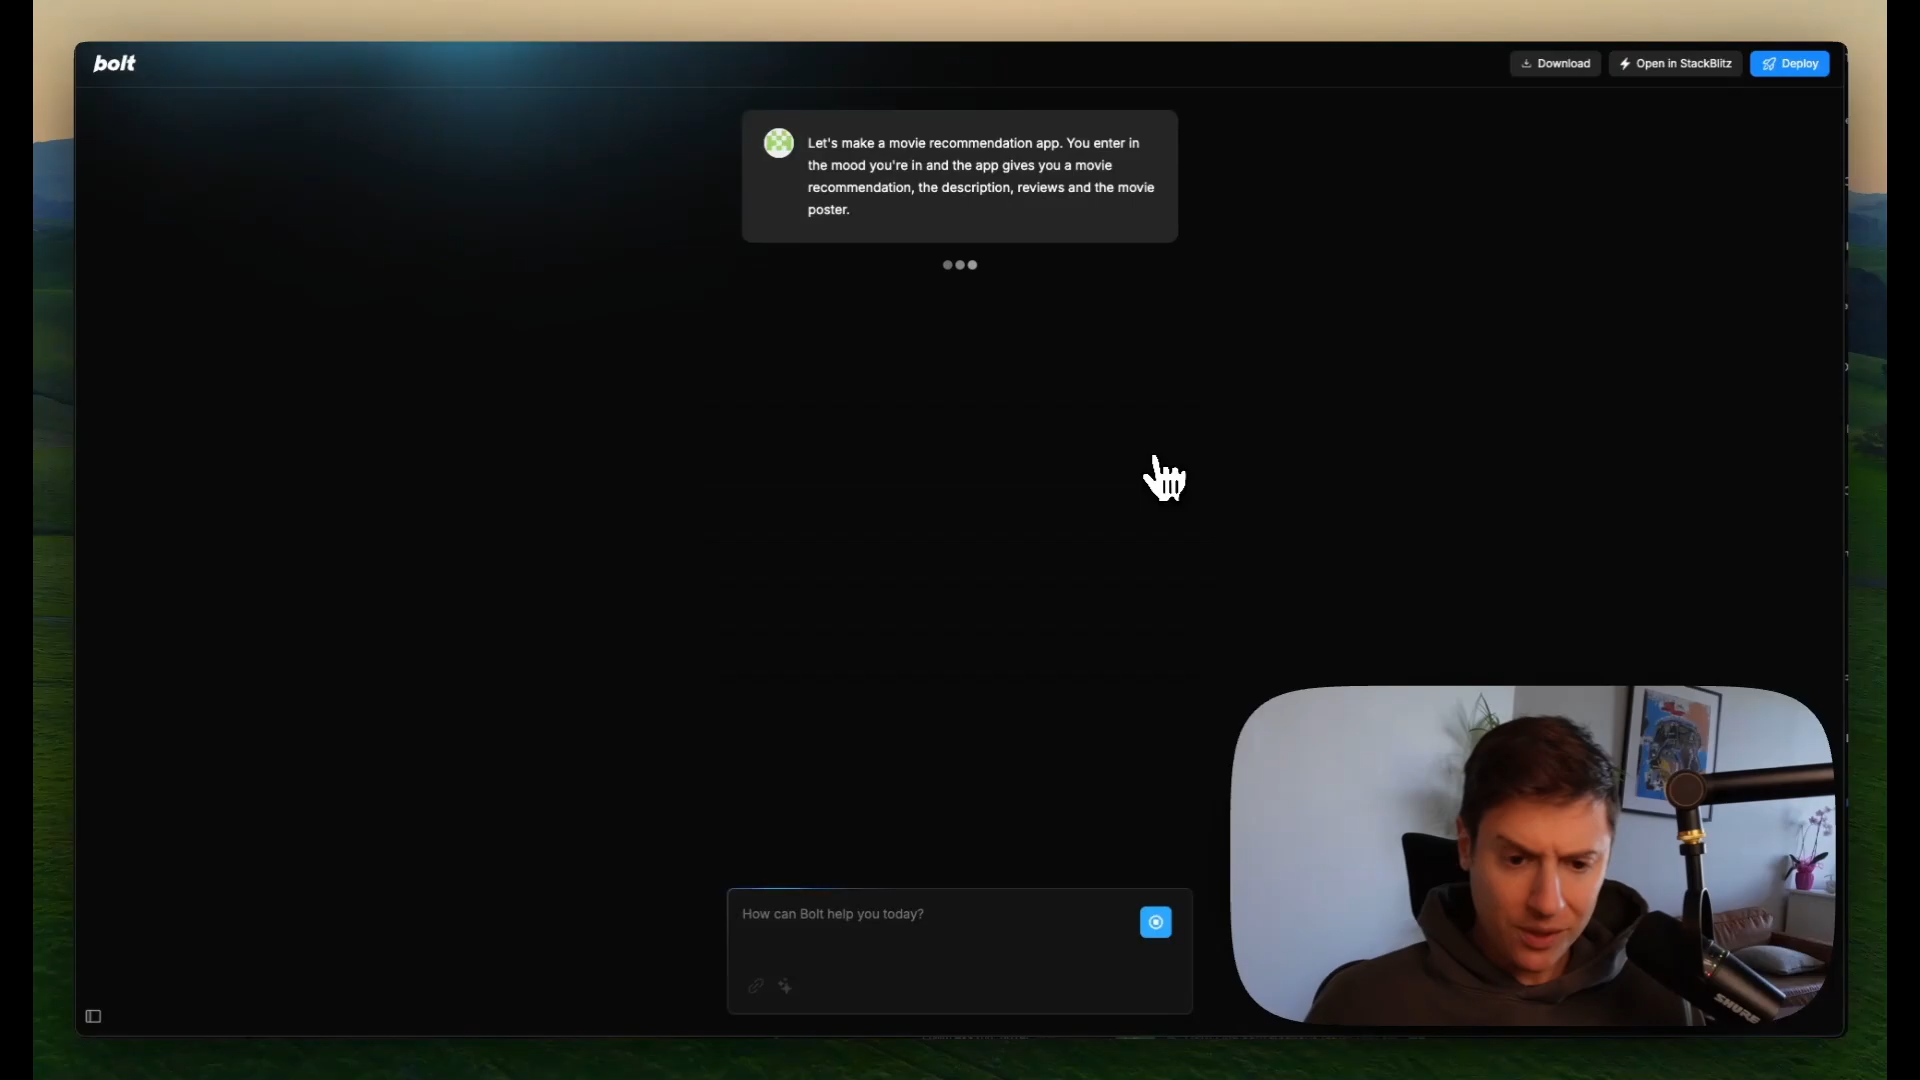 bolt
Download
Open in StackBlitz
Deploy
Let's make a movie recommendation app. You enter in
the mood you're in and the app gives you a movie
recommendation, the description, reviews and the movie
poster.
How can Bolt help you today?
SHURE